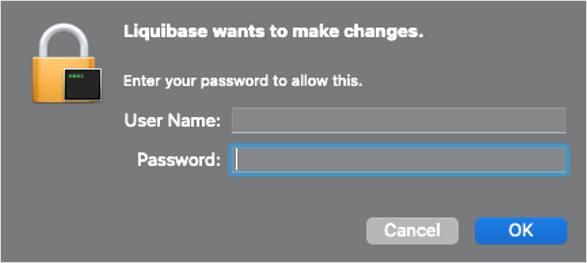 Liquibase wants to make changes.
Enter your password to allow this.
User Name:
Password:
Cancel OK